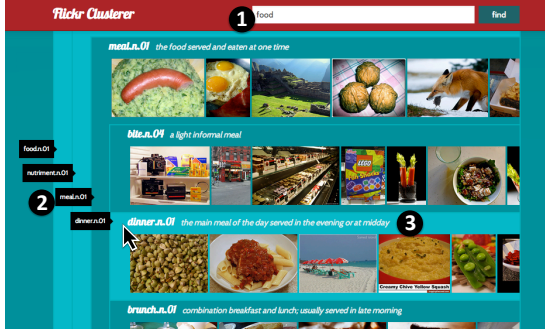 Flickr Clusterer
1
food
find
meal.n.01 the food served and eaten at one time
bite.n.04 a light informal meal
food.n.01
nutriment.n.01
2
meal.n.01
LEGO
dinner.n.01
dinner.n.01 the main meal of the day served in the evening or at midday
3
Creamy Chive Yellow Squash
brunch.n.01 combination breakfast and lunch; usually served in late morning